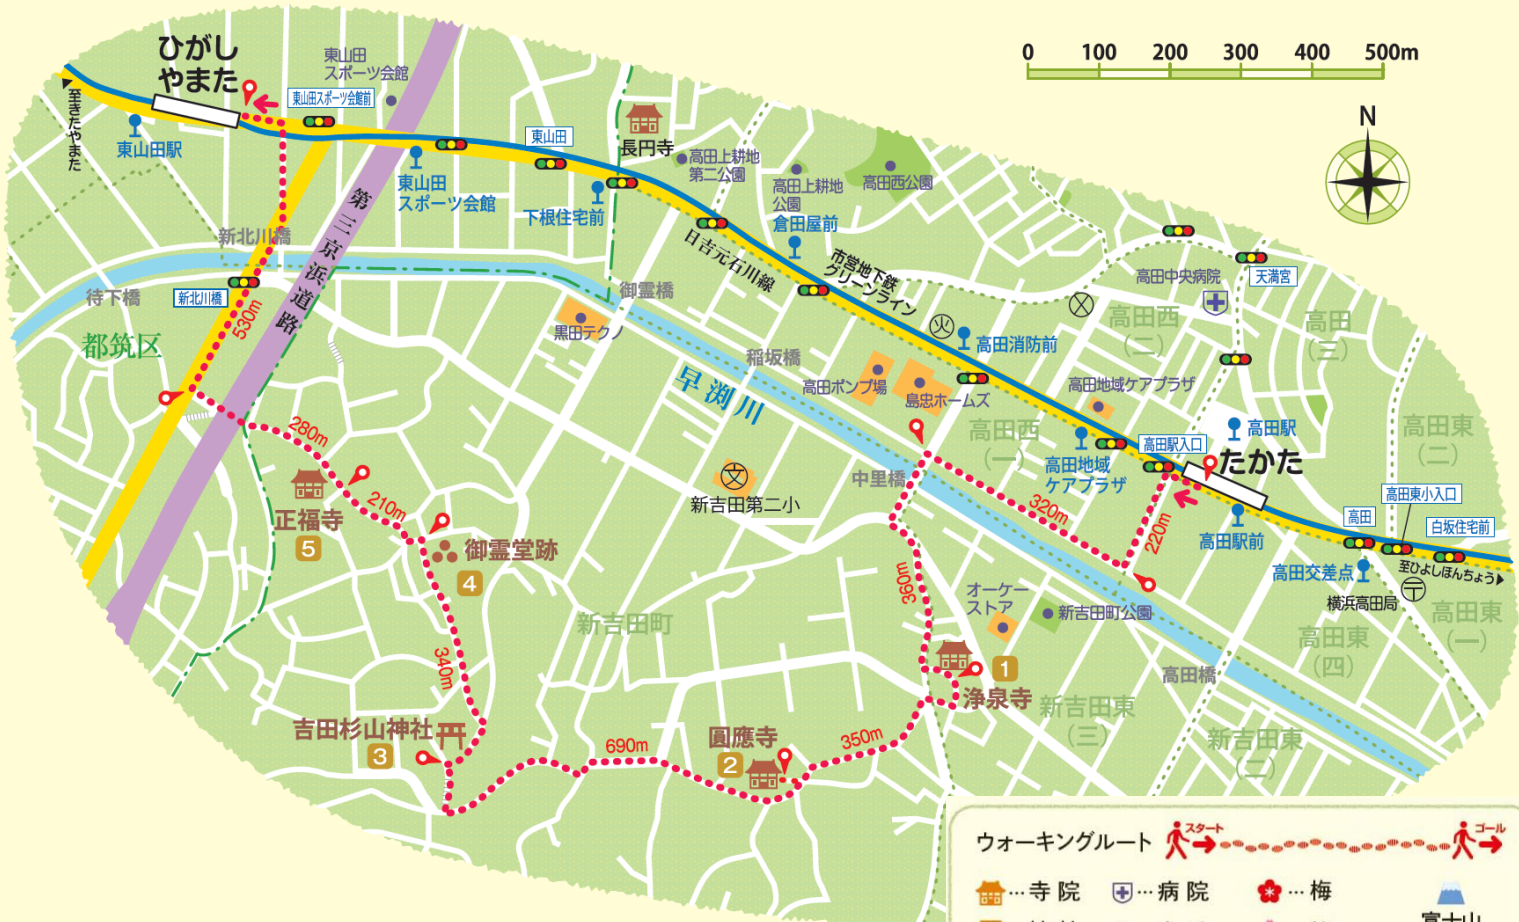 ひがし
やまた
東山田
スポーツ会館
東山田スポーツ会館前
至きたやまた
東山田駅
東山田
長円寺
東山田
スポーツ会館
下根住宅前
高田上耕地
第二公園
高田上耕地
公園
高田西公園
倉田屋前
0 100 200 300 400 500m
N
第三京浜道路
新北川橋
待下橋
新北川橋
530m
都筑区
御霊橋
黒田テクノ
日吉元石川線
市営地下鉄
グリーンライン
火
高田消防前
高田中央病院
天満宮
高田西
(二)
高田
(三)
稲坂橋
早渕川
高田ポンプ場
島忠ホームズ
高田地域ケアプラザ
高田西
(一)
高田駅入口
高田駅
たかた
高田東
(二)
高田地域
ケアプラザ
中里橋
文
新吉田第二小
320m
220m
高田駅前
高田
高田東小入口
白坂住宅前
至ひよしほんちょう
高田交差点
横浜高田局
〒
高田東
(一)
高田東
(四)
280m
210m
正福寺
5
御霊堂跡
4
340m
新吉田町
360m
オーケー
ストア
新吉田町公園
1
浄泉寺
高田橋
新吉田東
(三)
新吉田東
(二)
吉田杉山神社
3
690m
圓應寺
2
350m
ウォーキングルート
スタート
ゴール
…寺院
…病院
…梅
富士山